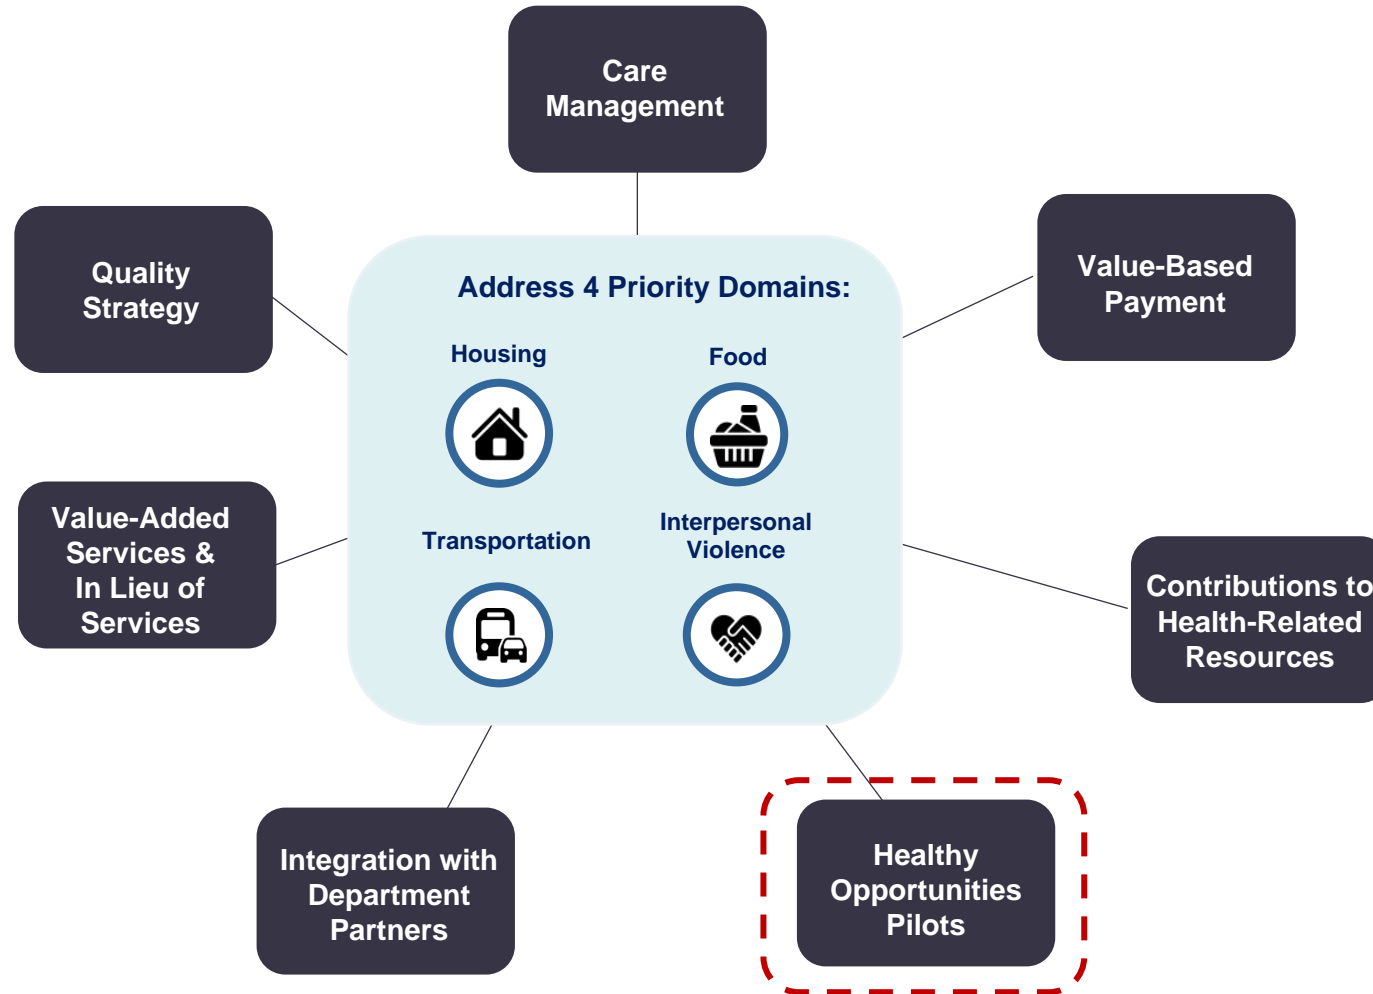 Care
Management
Quality
Strategy
Value-Based
Payment
Address 4 Priority Domains:
Housing
Food
Transportation
Interpersonal
Violence
Value-Added
Services &
In Lieu of
Services
Contributions to
Health-Related
Resources
Integration with
Department
Partners
Healthy
Opportunities
Pilots